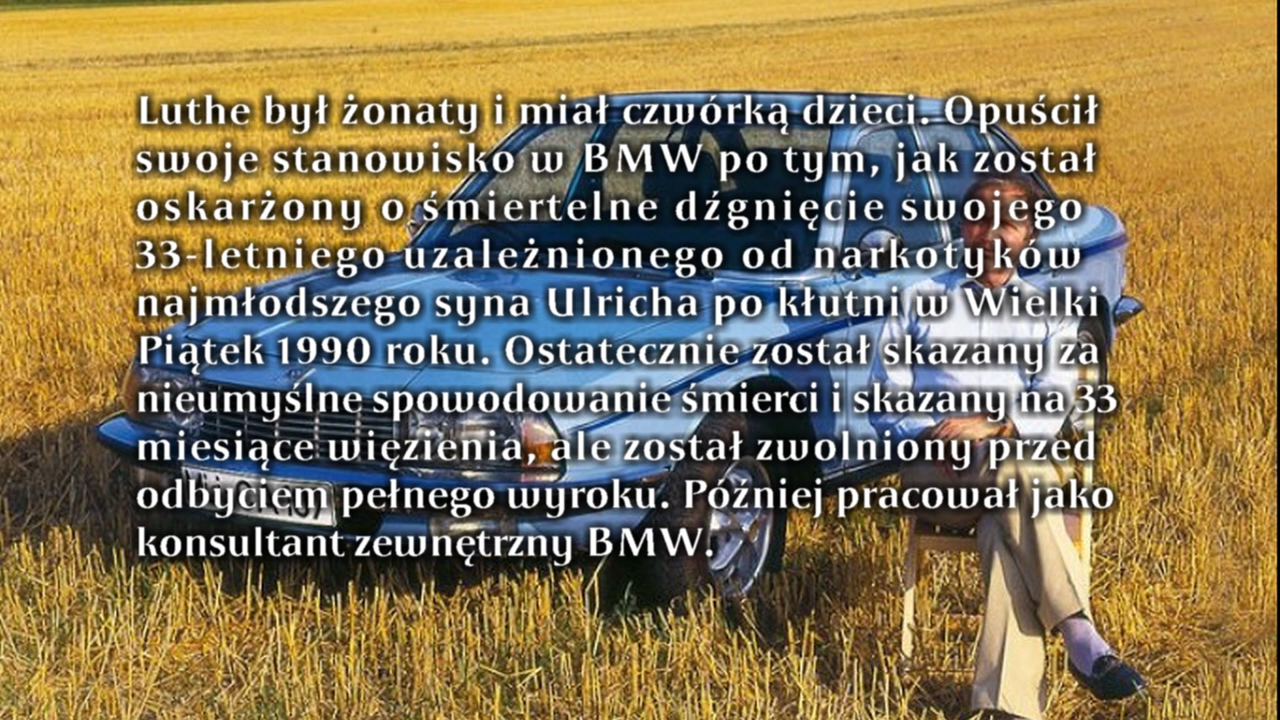 Luthe był żonaty i miał czwórką dzieci. Opuścił
swoje stanowisko w BMW po tym, jak został
oskarżony o śmiertelne dźgnięcie swojego
33-letniego uzależnionego od narkotyków
najmłodszego syna Ulricha po kłutni w Wielki
Piątek 1990 roku. Ostatecznie został skazany za
nieumyślne spowodowanie śmierci i skazany na 33
miesiące więzienia, ale został zwolniony przed
odbyciem pełnego wyroku. Później pracował jako
konsultant zewnętrzny BMW.